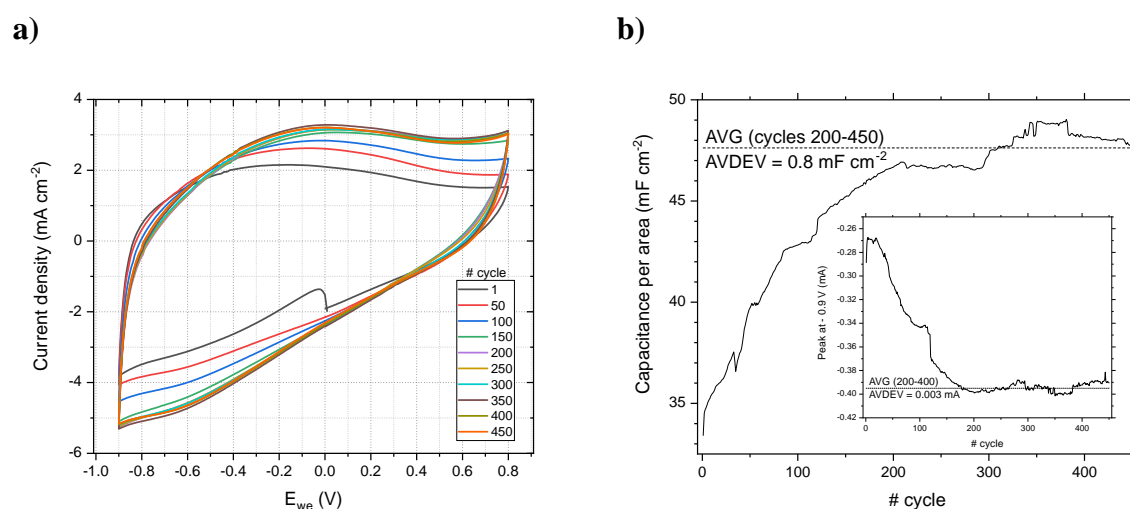 a)
b)
4
2
0
-2
-4
-6
Current density (mA cm-2)
-1.0 -0.8 -0.6 -0.4 -0.2 0.0 0.2 0.4 0.6 0.8
Ewe (V)
# cycle
1
50
100
150
200
250
300
350
400
450
50
45
40
35
Capacitance per area (mF cm-2)
AVG (cycles 200-450)
AVDEV = 0.8 mF cm-2
0 100 200 300 400
# cycle
-0.26
-0.28
-0.30
-0.32
-0.34
-0.36
-0.38
-0.40
-0.42
Peak at - 0.9 V (mA)
AVG (200-400)
AVDEV = 0.003 mA
0 100 200 300 400
# cycle